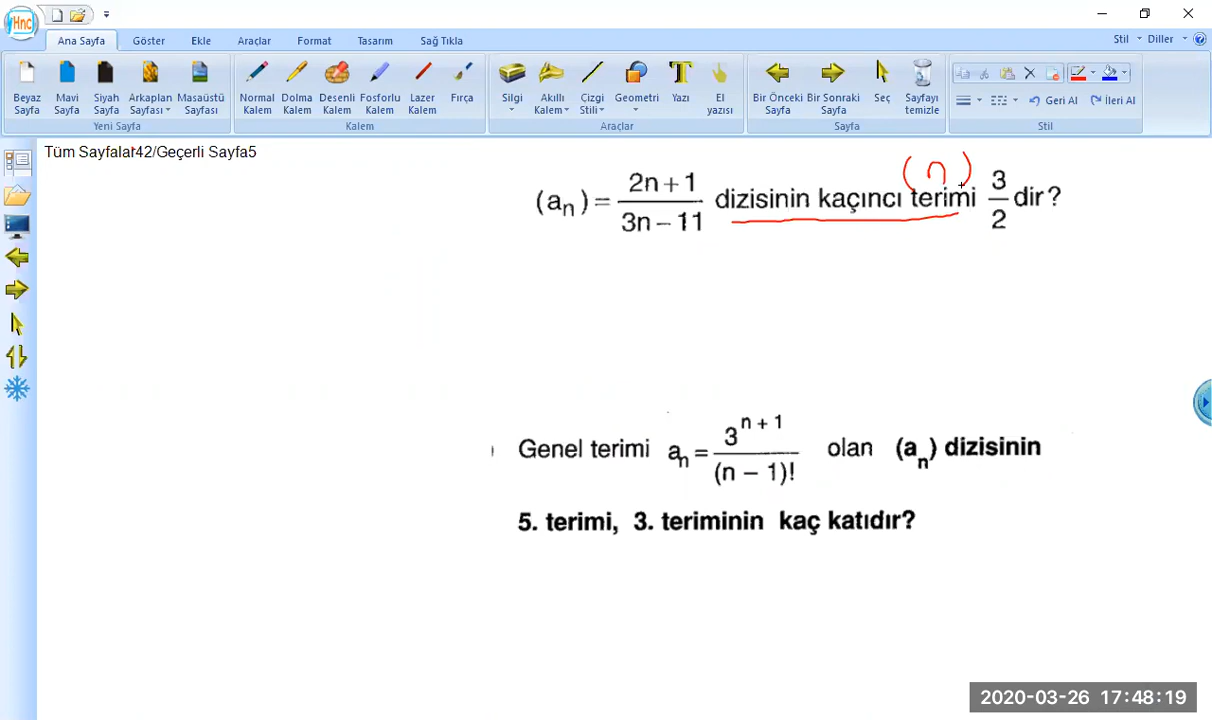 Hnc
Ana Sayfa Göster Ekle Araçlar Format Tasarım Sağ Tıkla Stil Diller
Beyaz Sayfa Mavi Sayfa Siyah Sayfa Arkaplan Sayfası Masaüstü Sayfası
Yeni Sayfa
Normal Kalem Dolma Kalem Desenli Kalem Fosforlu Kalem Lazer Kalem Fırça
Kalem
Silgi Akıllı Kalem Çizgi Stili Geometri Yazı El yazısı
Araçlar
Bir Önceki Sayfa Bir Sonraki Sayfa Seç Sayfayı temizle
Sayfa
Geri Al İleri Al
Stil
Tüm Sayfalar42/Geçerli Sayfa5
(n)
(aₙ) = (2n + 1)/(3n − 11) dizisinin kaçıncı terimi 3/2 dir?
) Genel terimi aₙ = 3^(n + 1)/(n − 1)! olan (aₙ) dizisinin
5. terimi, 3. teriminin kaç katıdır?
2020-03-26 17:48:19